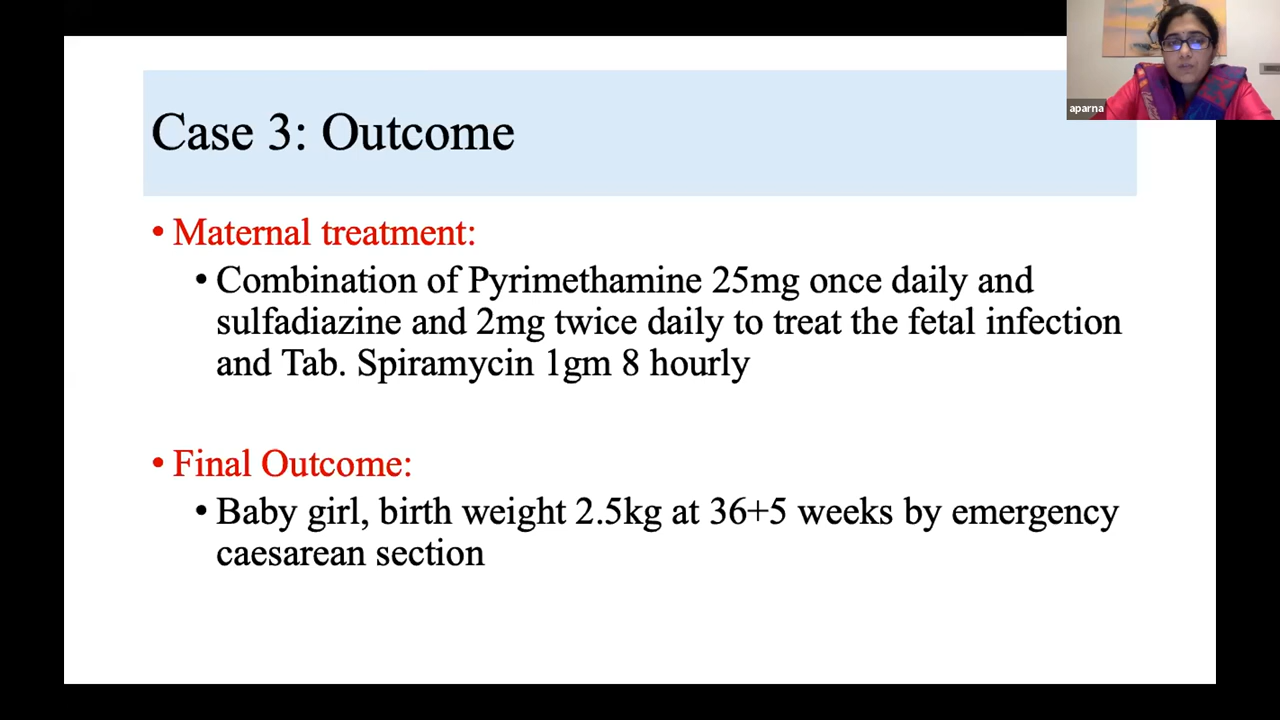 aparna
Case 3: Outcome
• Maternal treatment:
• Combination of Pyrimethamine 25mg once daily and
sulfadiazine and 2mg twice daily to treat the fetal infection
and Tab. Spiramycin 1gm 8 hourly
• Final Outcome:
• Baby girl, birth weight 2.5kg at 36+5 weeks by emergency
caesarean section